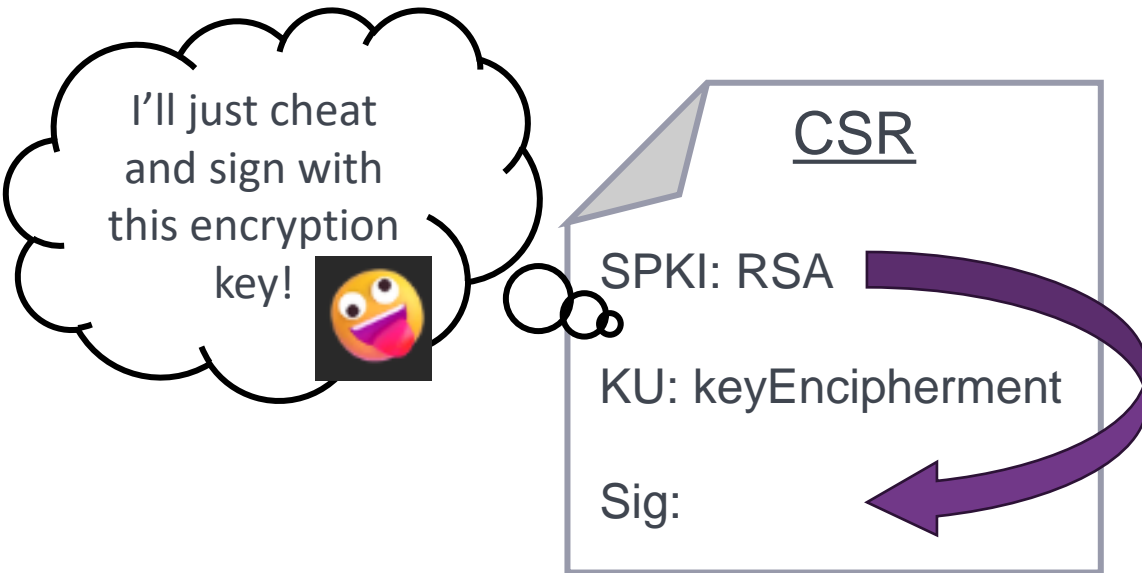 I’ll just cheat
and sign with
this encryption
key!
CSR
SPKI: RSA
KU: keyEncipherment
Sig: